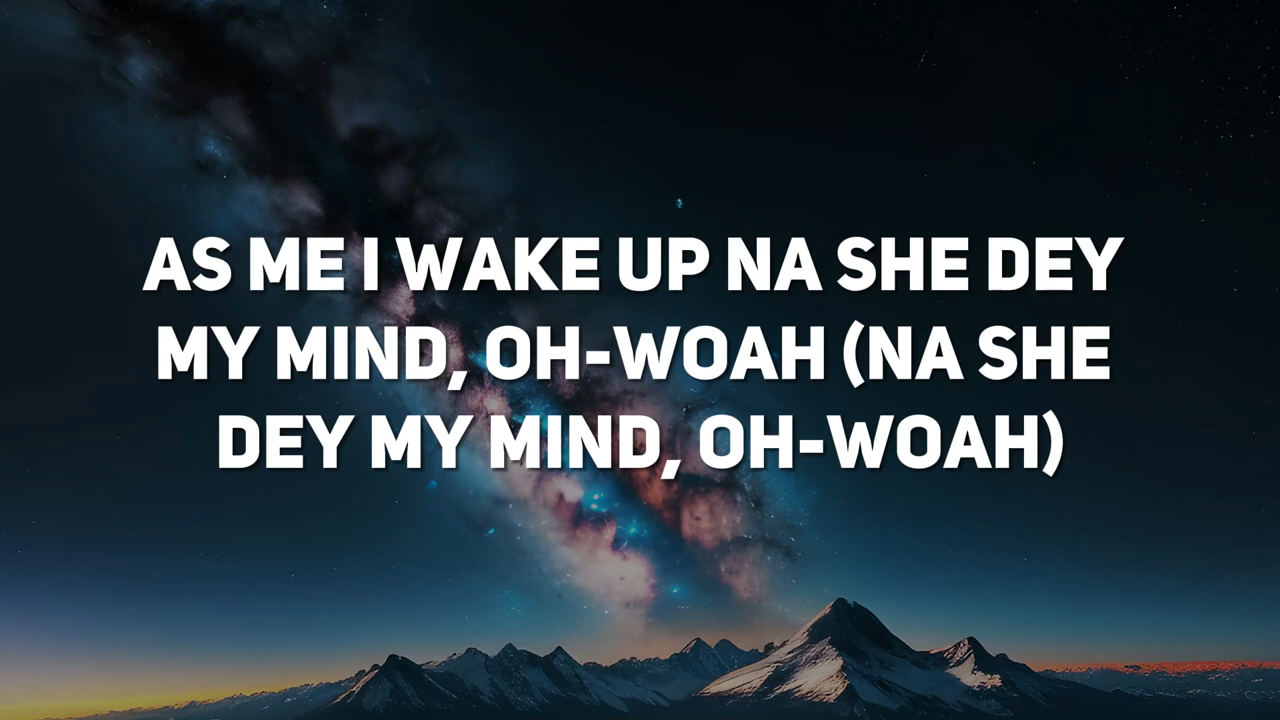 AS ME I WAKE UP NA SHE DEY
MY MIND, OH-WOAH (NA SHE
DEY MY MIND, OH-WOAH)